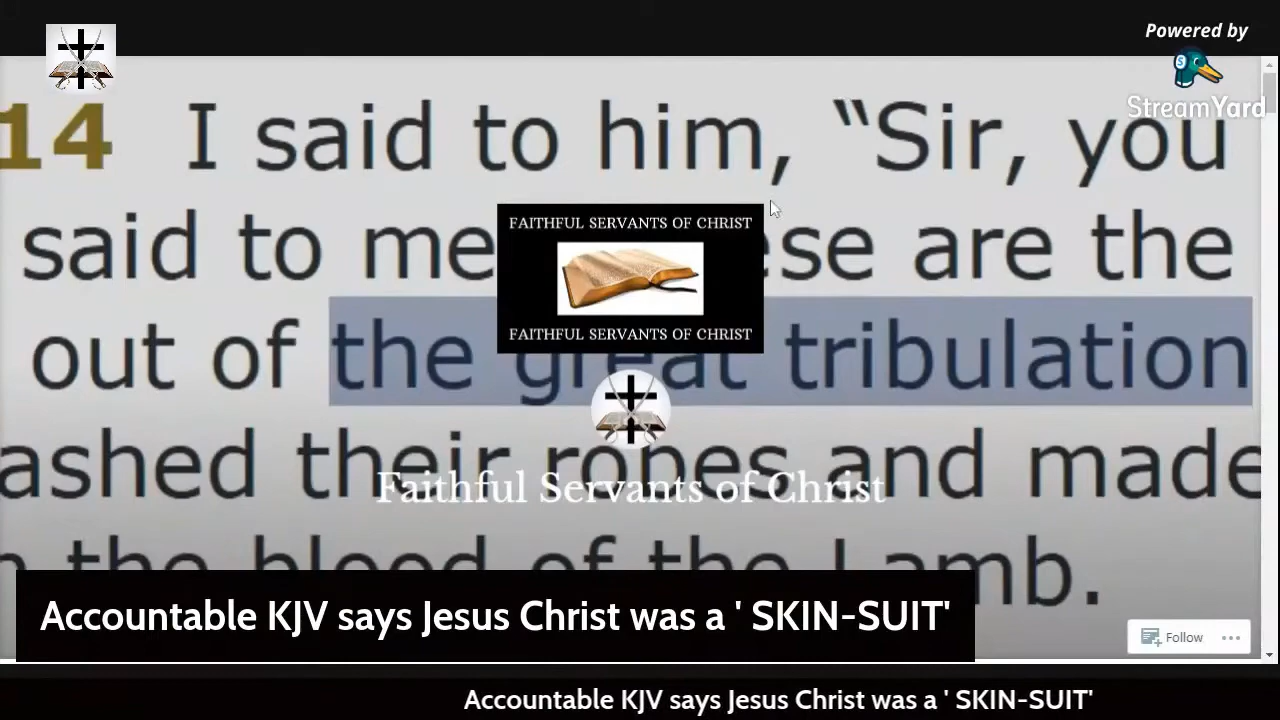 Powered by
StreamYard
14 I said to him, “Sir, you
said to me ese are the
out of the great tribulation
ashed their robes and made
the blood of the Lamb.
FAITHFUL SERVANTS OF CHRIST
FAITHFUL SERVANTS OF CHRIST
Faithful Servants of Christ
Accountable KJV says Jesus Christ was a ' SKIN-SUIT'
Follow
Accountable KJV says Jesus Christ was a ' SKIN-SUIT'